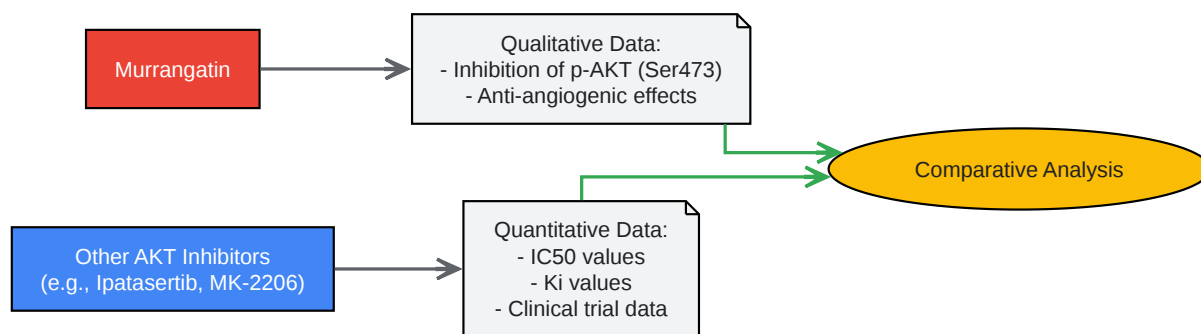 Murrangatin
Qualitative Data:
- Inhibition of p-AKT (Ser473)
- Anti-angiogenic effects
Comparative Analysis
Other AKT Inhibitors
(e.g., Ipatasertib, MK-2206)
Quantitative Data:
- IC50 values
- Ki values
- Clinical trial data